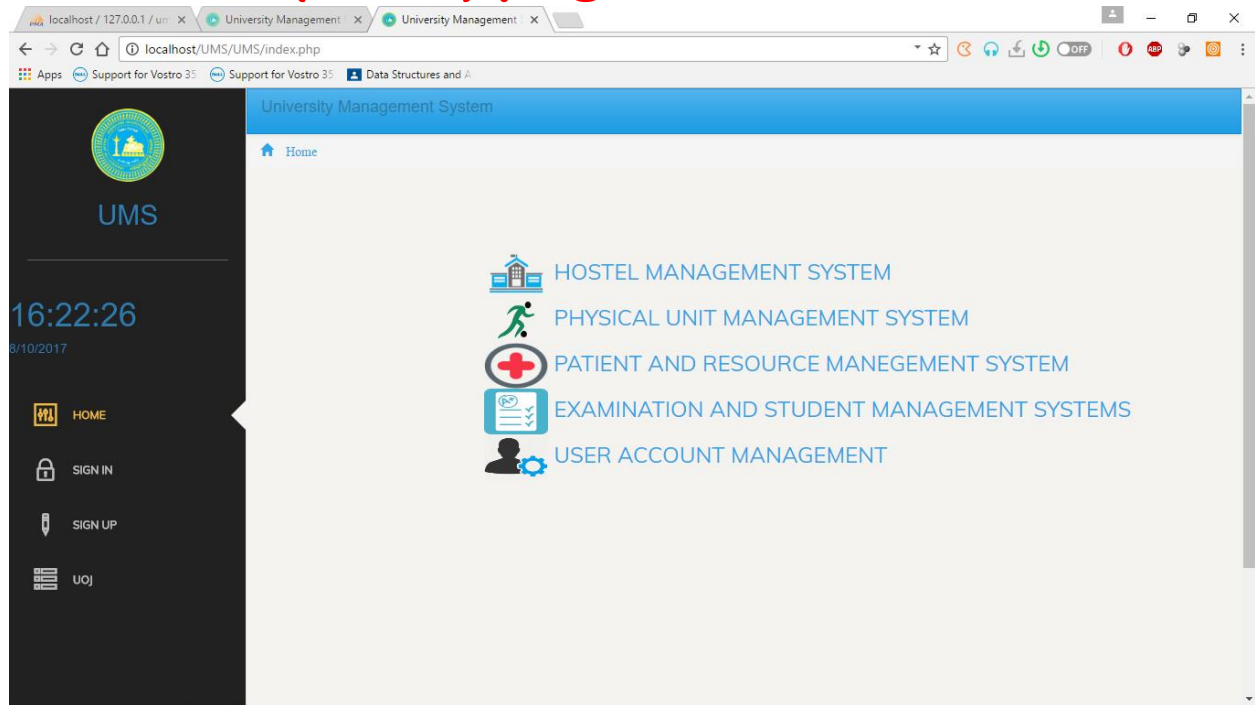 localhost / 127.0.0.1 / um
University Management
University Management S
localhost/UMS/UMS/index.php
OFF
ABP
Apps
Support for Vostro 35
Support for Vostro 35
Data Structures and A
University Management System
Home
UMS
16:22:26
8/10/2017
HOME
SIGN IN
SIGN UP
UOJ
HOSTEL MANAGEMENT SYSTEM
PHYSICAL UNIT MANAGEMENT SYSTEM
PATIENT AND RESOURCE MANEGEMENT SYSTEM
EXAMINATION AND STUDENT MANAGEMENT SYSTEMS
USER ACCOUNT MANAGEMENT